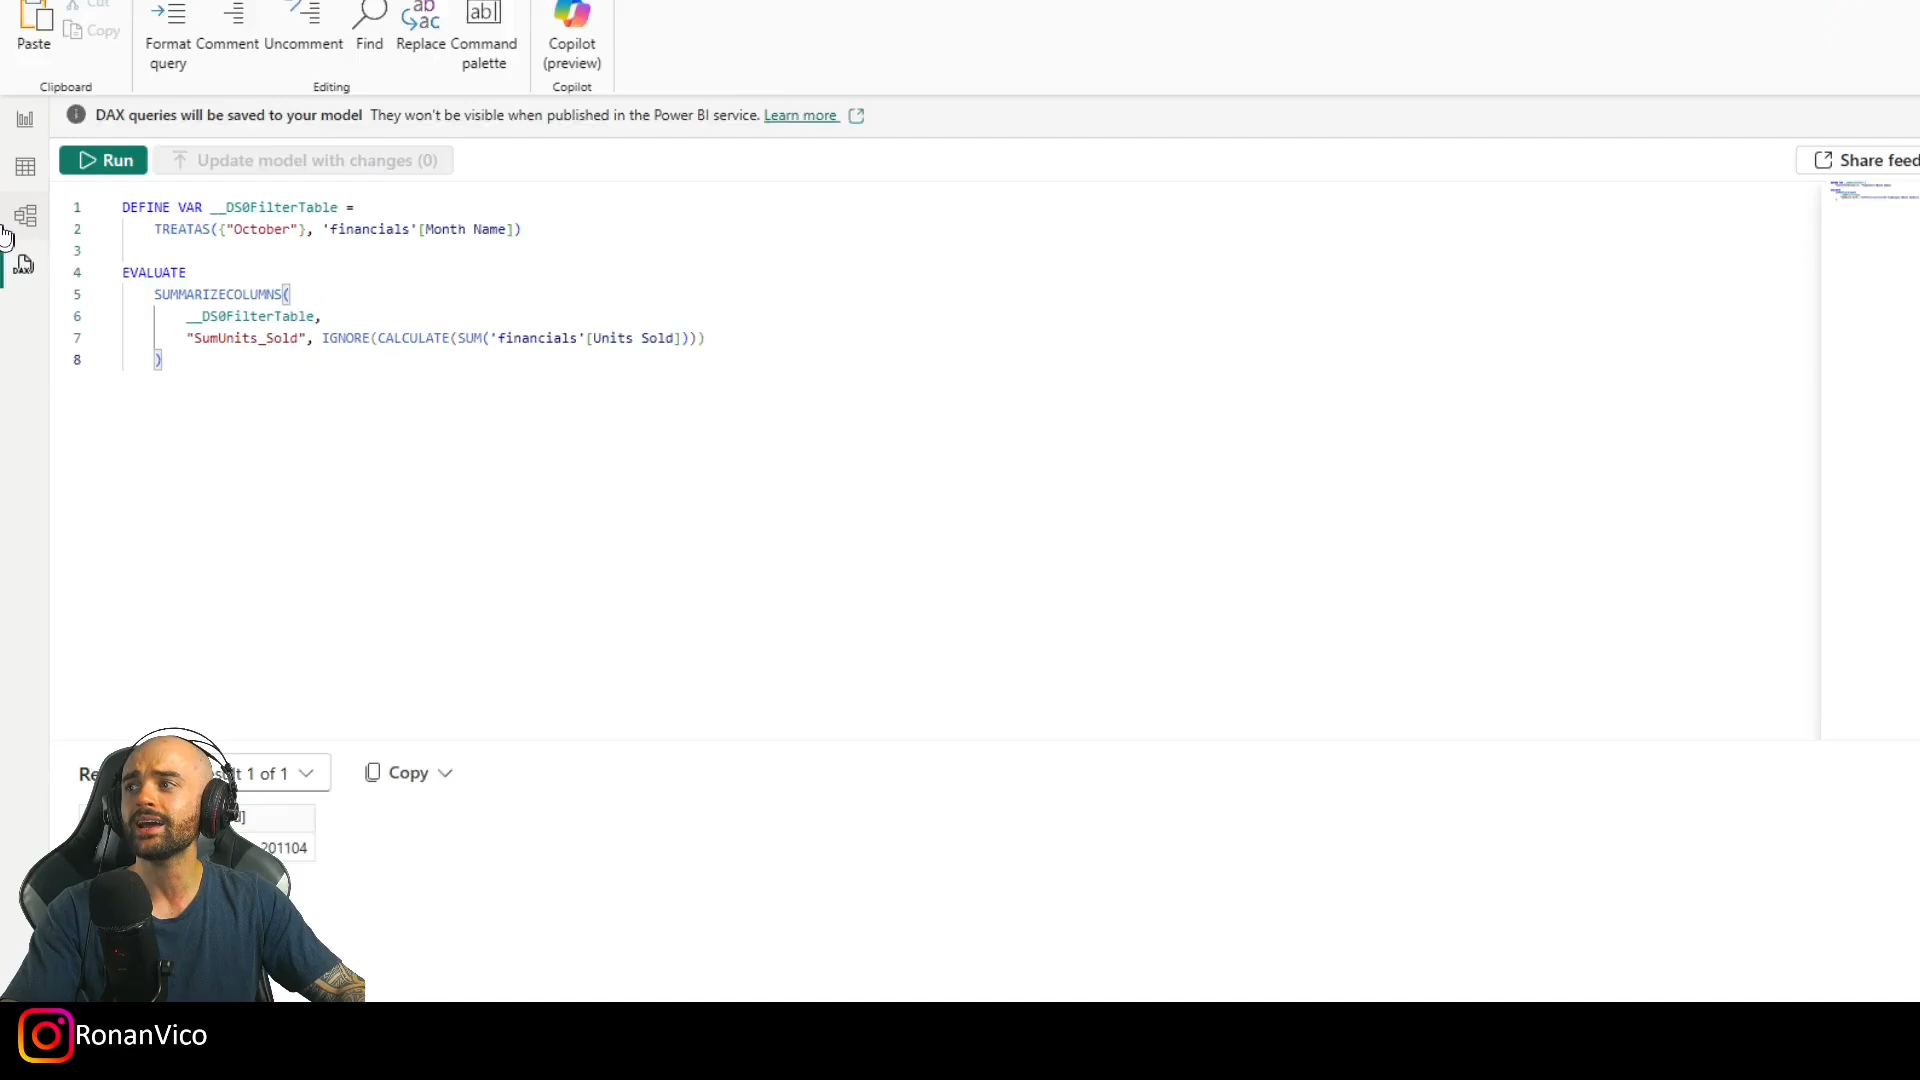 Cut
Copy
Paste
Clipboard
Format query
Comment
Uncomment
Find
ab
ac
Replace
ab
Command palette
Editing
Copilot (preview)
Copilot
DAX queries will be saved to your model They won't be visible when published in the Power BI service. Learn more
Run
Update model with changes (0)
Share feed
DAX
1 DEFINE VAR __DS0FilterTable =
2 TREATAS({"October"}, 'financials'[Month Name])
3
4 EVALUATE
5 SUMMARIZECOLUMNS(
6 __DS0FilterTable,
7 "SumUnits_Sold", IGNORE(CALCULATE(SUM('financials'[Units Sold])))
8 )
1 of 1
Copy
201104
RonanVico